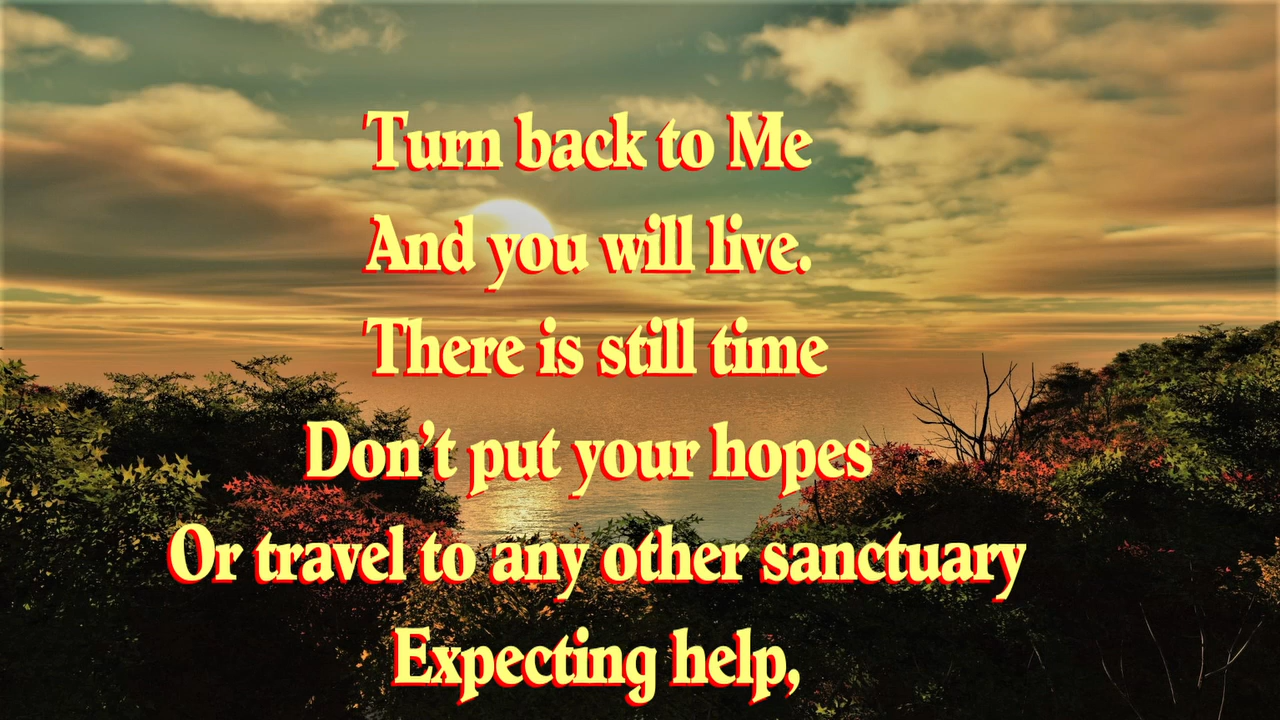 Turn back to Me
And you will live.
There is still time
Don’t put your hopes
Or travel to any other sanctuary
Expecting help,